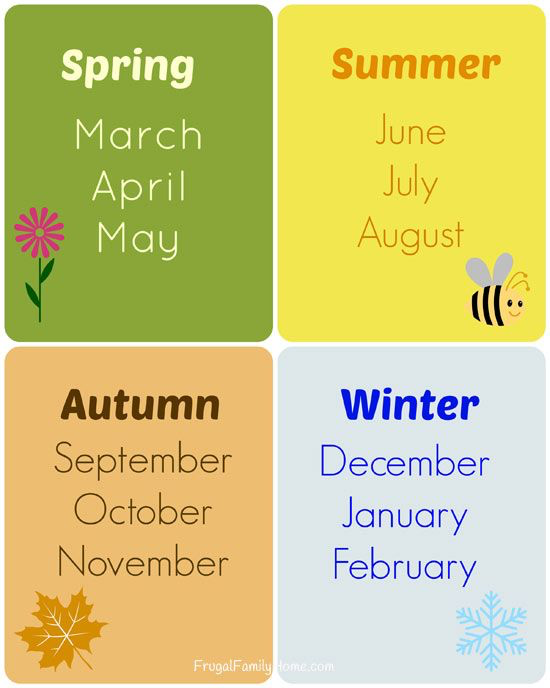 Spring
March
April
May
Summer
June
July
August
Autumn
September
October
November
Winter
December
January
February
FrugalFamilyHome.com